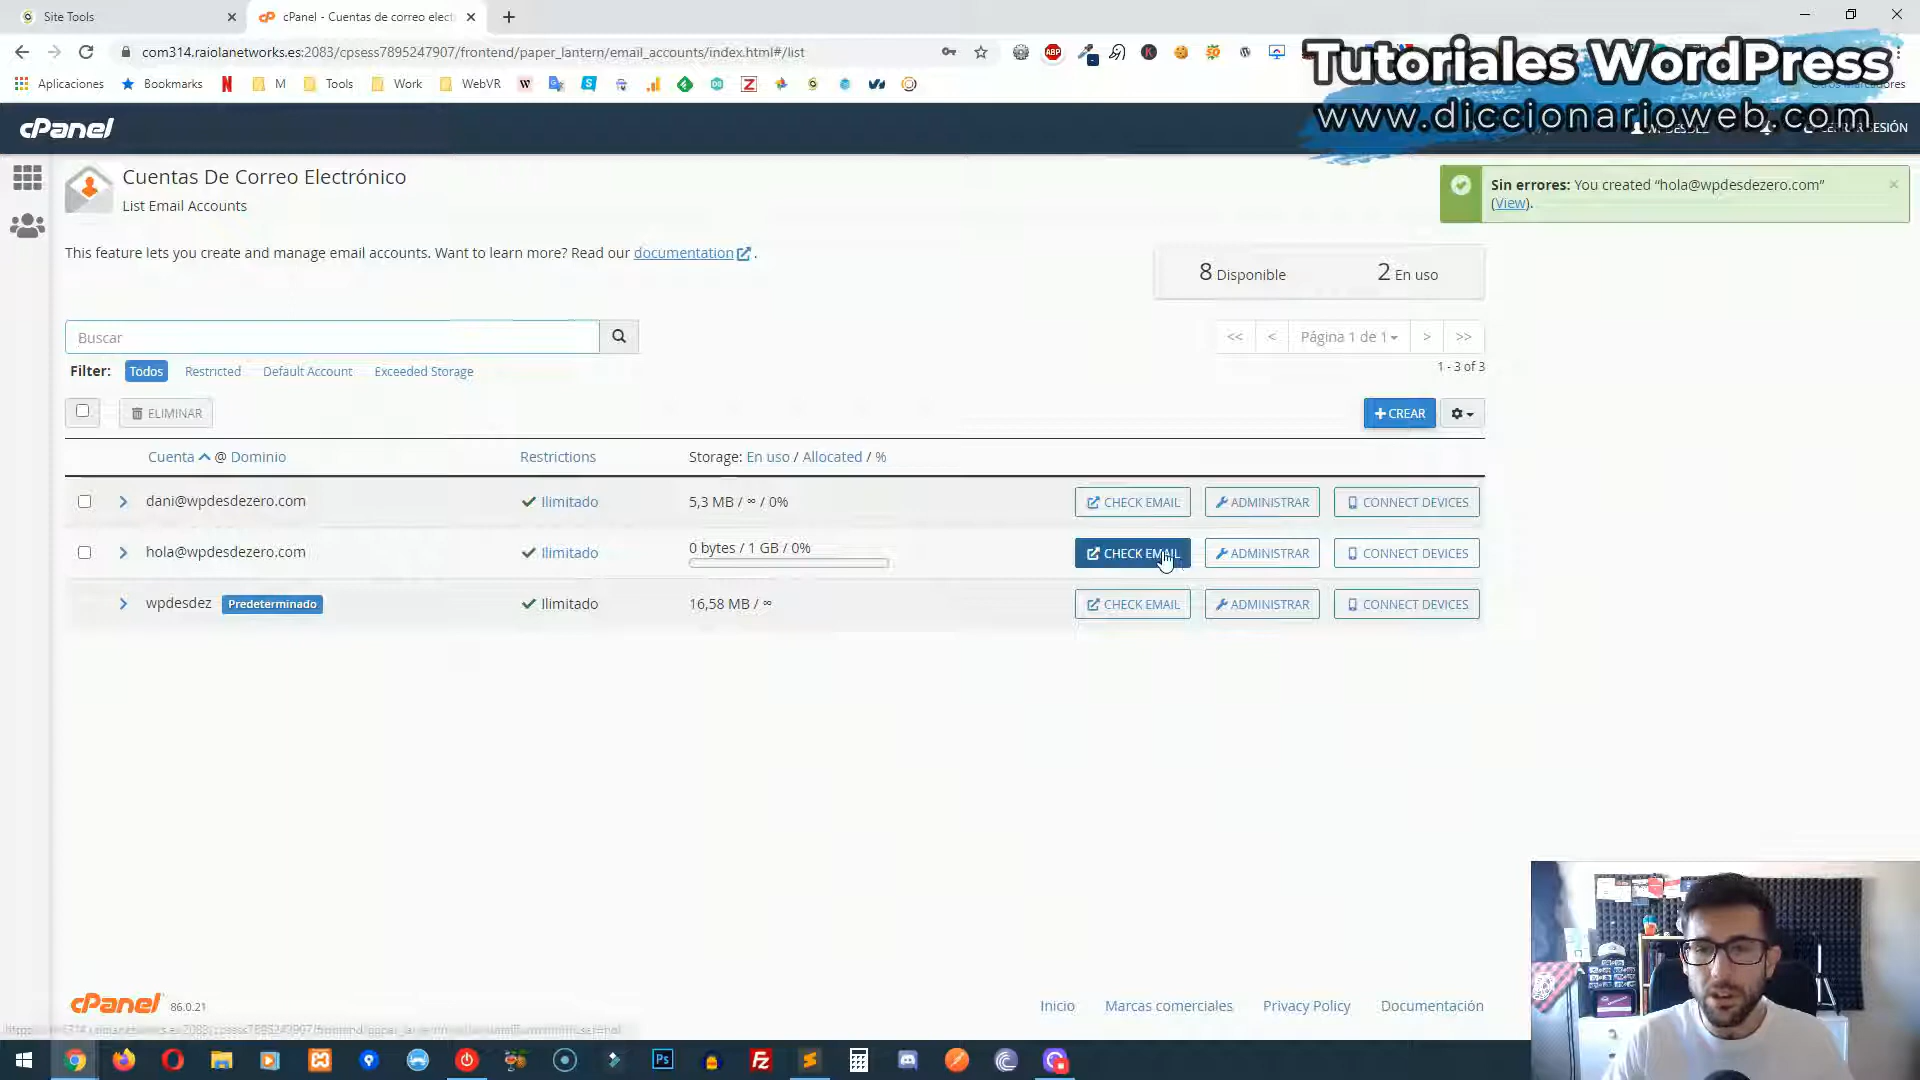 Site Tools
cPanel - Cuentas de correo elect
com314.raiolanetworks.es:2083/cpsess7895247907/frontend/paper_lantern/email_accounts/index.html#/list
Tutoriales WordPress
Aplicaciones
Bookmarks
M
Tools
Work
WebVR
www.diccionarioweb.com
cPanel
Cuentas De Correo Electrónico
List Email Accounts
Sin errores: You created “hola@wpdesdezero.com”
(View).
This feature lets you create and manage email accounts. Want to learn more? Read our documentation .
8 Disponible
2 En uso
Buscar
<< < Página 1 de 1 > >>
Filter: Todos Restricted Default Account Exceeded Storage
1 - 3 of 3
ELIMINAR
+ CREAR
Cuenta @ Dominio
Restrictions
Storage: En uso / Allocated / %
dani@wpdesdezero.com
Ilimitado
5,3 MB / ∞ / 0%
CHECK EMAIL
ADMINISTRAR
CONNECT DEVICES
hola@wpdesdezero.com
Ilimitado
0 bytes / 1 GB / 0%
CHECK EMAIL
ADMINISTRAR
CONNECT DEVICES
wpdesdez Predeterminado
Ilimitado
16,58 MB / ∞
CHECK EMAIL
ADMINISTRAR
CONNECT DEVICES
cPanel 86.0.21
Inicio
Marcas comerciales
Privacy Policy
Documentación